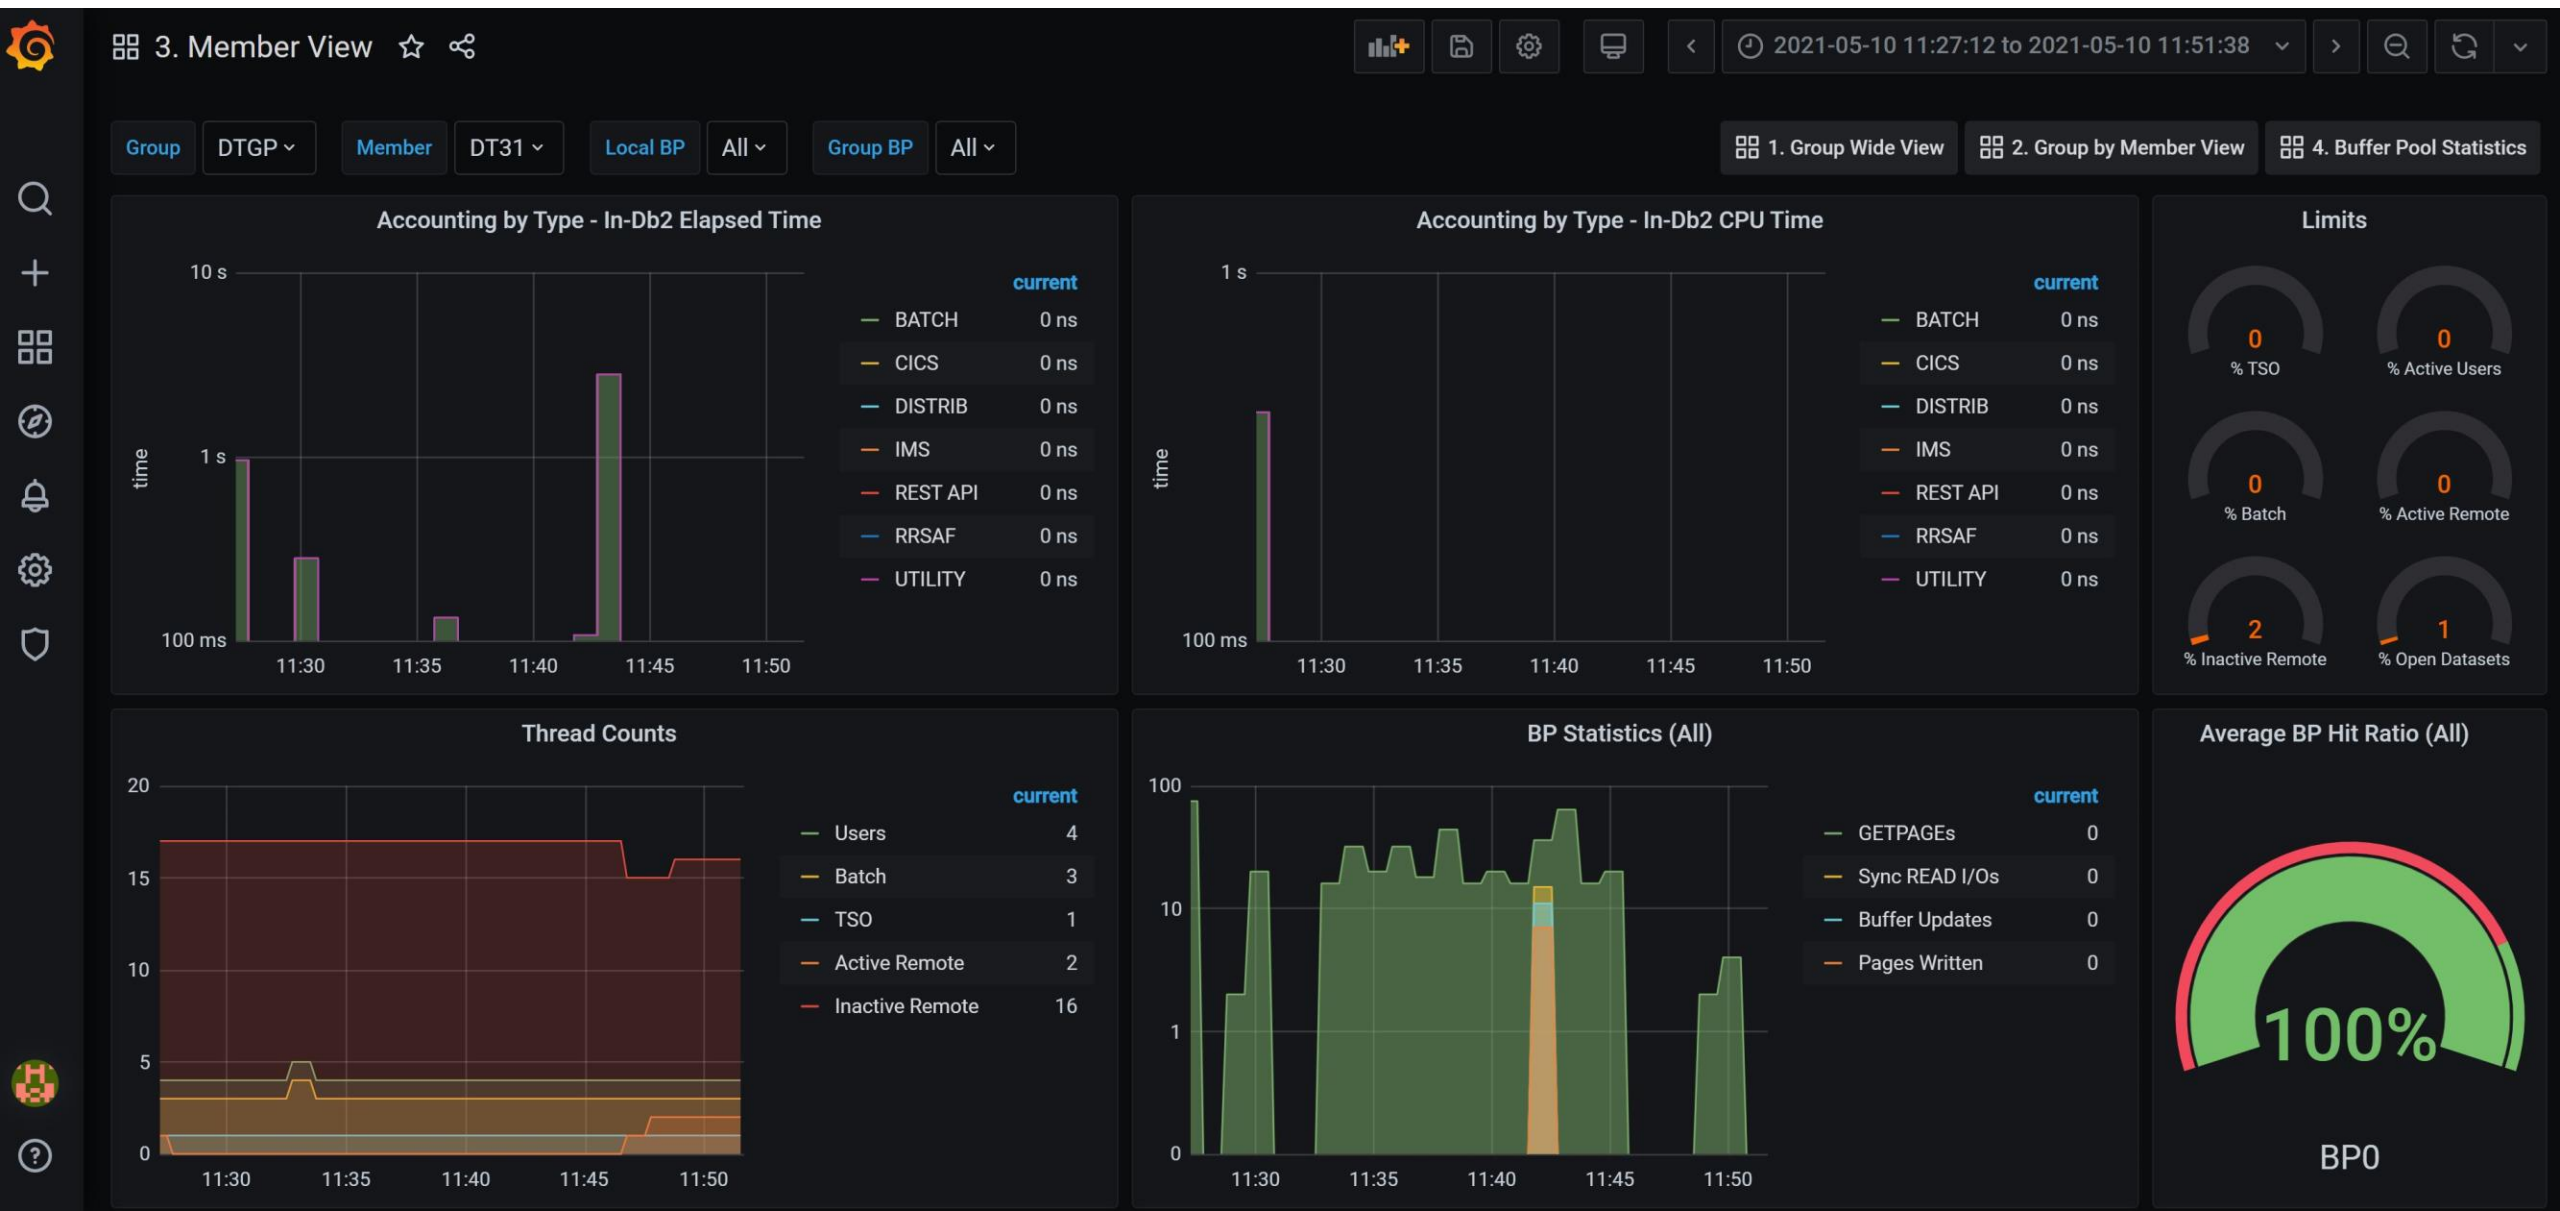 3. Member View
2021-05-10 11:27:12 to 2021-05-10 11:51:38
Group DTGP Member DT31 Local BP All Group BP All
1. Group Wide View 2. Group by Member View 4. Buffer Pool Statistics
Accounting by Type - In-Db2 Elapsed Time
time
10 s
1 s
100 ms
11:30 11:35 11:40 11:45 11:50
current
BATCH 0 ns
CICS 0 ns
DISTRIB 0 ns
IMS 0 ns
REST API 0 ns
RRSAF 0 ns
UTILITY 0 ns
Accounting by Type - In-Db2 CPU Time
time
1 s
100 ms
11:30 11:35 11:40 11:45 11:50
current
BATCH 0 ns
CICS 0 ns
DISTRIB 0 ns
IMS 0 ns
REST API 0 ns
RRSAF 0 ns
UTILITY 0 ns
Limits
0 0
% TSO % Active Users
0 0
% Batch % Active Remote
2 1
% Inactive Remote % Open Datasets
Thread Counts
20
15
10
5
0
11:30 11:35 11:40 11:45 11:50
current
Users 4
Batch 3
TSO 1
Active Remote 2
Inactive Remote 16
BP Statistics (All)
100
10
1
0
11:30 11:35 11:40 11:45 11:50
current
GETPAGEs 0
Sync READ I/Os 0
Buffer Updates 0
Pages Written 0
Average BP Hit Ratio (All)
100%
BP0